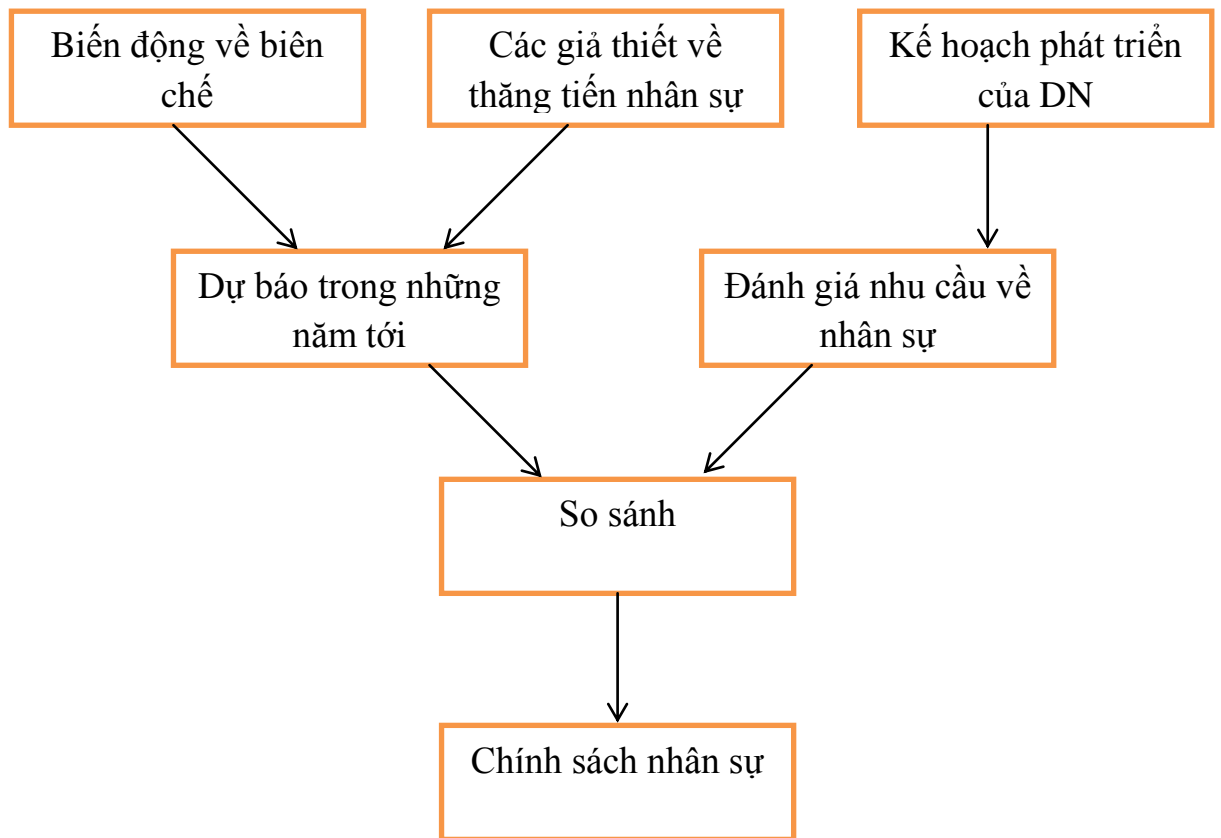 Biến động về biên
chế
Các giả thiết về
thăng tiến nhân sự
Kế hoạch phát triển
của DN
Dự báo trong những
năm tới
Đánh giá nhu cầu về
nhân sự
So sánh
Chính sách nhân sự